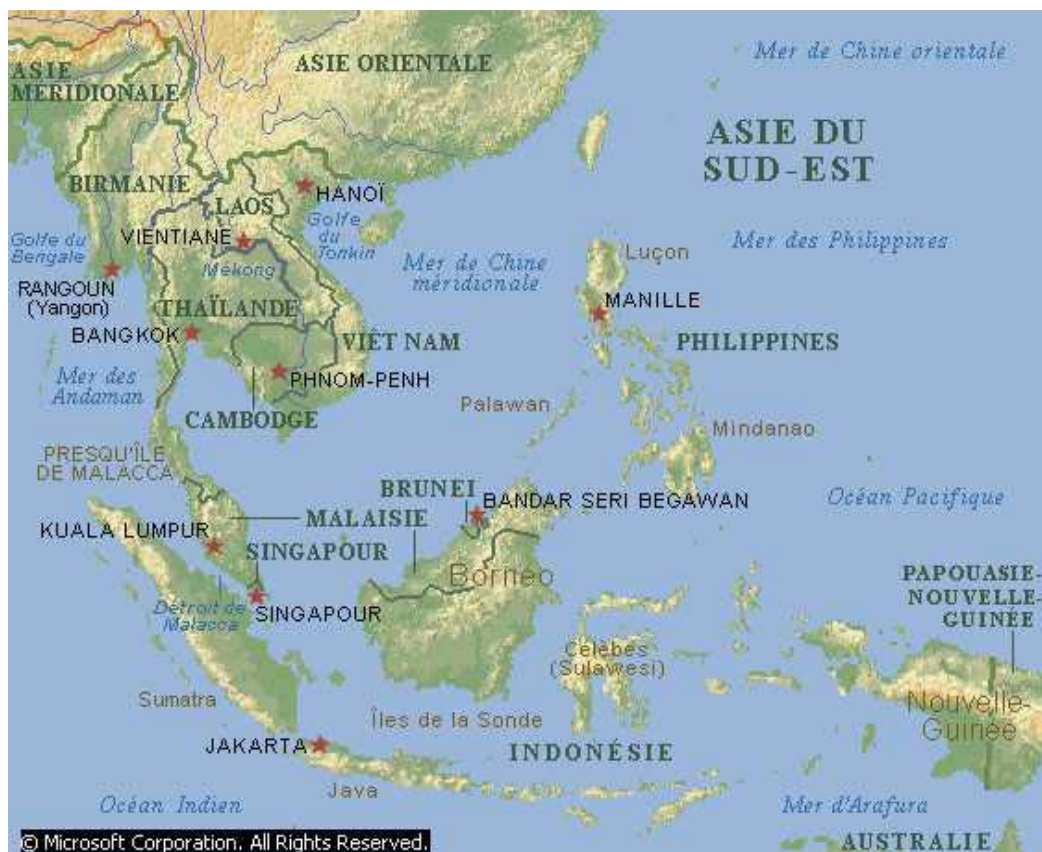 Mer de Chine orientale
ASIE
MÉRIDIONALE
ASIE ORIENTALE
ASIE DU
SUD-EST
BIRMANIE
HANOÏ
LAOS
Golfe
du
Tonkin
VIENTIANE
Golfe du
Bengale
Mékong
Mer de Chine
méridionale
Luçon
Mer des Philippines
RANGOUN
(Yangon)
THAÏLANDE
MANILLE
BANGKOK
VIÊT NAM
PHILIPPINES
Mer des
Andaman
PHNOM-PENH
CAMBODGE
Palawan
Mindanao
PRESQU'ÎLE
DE MALACCA
BRUNEI
BANDAR SERI BEGAWAN
Océan Pacifique
MALAISIE
KUALA LUMPUR
SINGAPOUR
Borneo
PAPOUASIE-
NOUVELLE-
GUINÉE
Détroit de
Malacca
SINGAPOUR
Célèbes
(Sulawesi)
Sumatra
Îles de la Sonde
Nouvelle-
Guinée
JAKARTA
INDONÉSIE
Java
Océan Indien
Mer d'Arafura
© Microsoft Corporation. All Rights Reserved.
AUSTRALIE